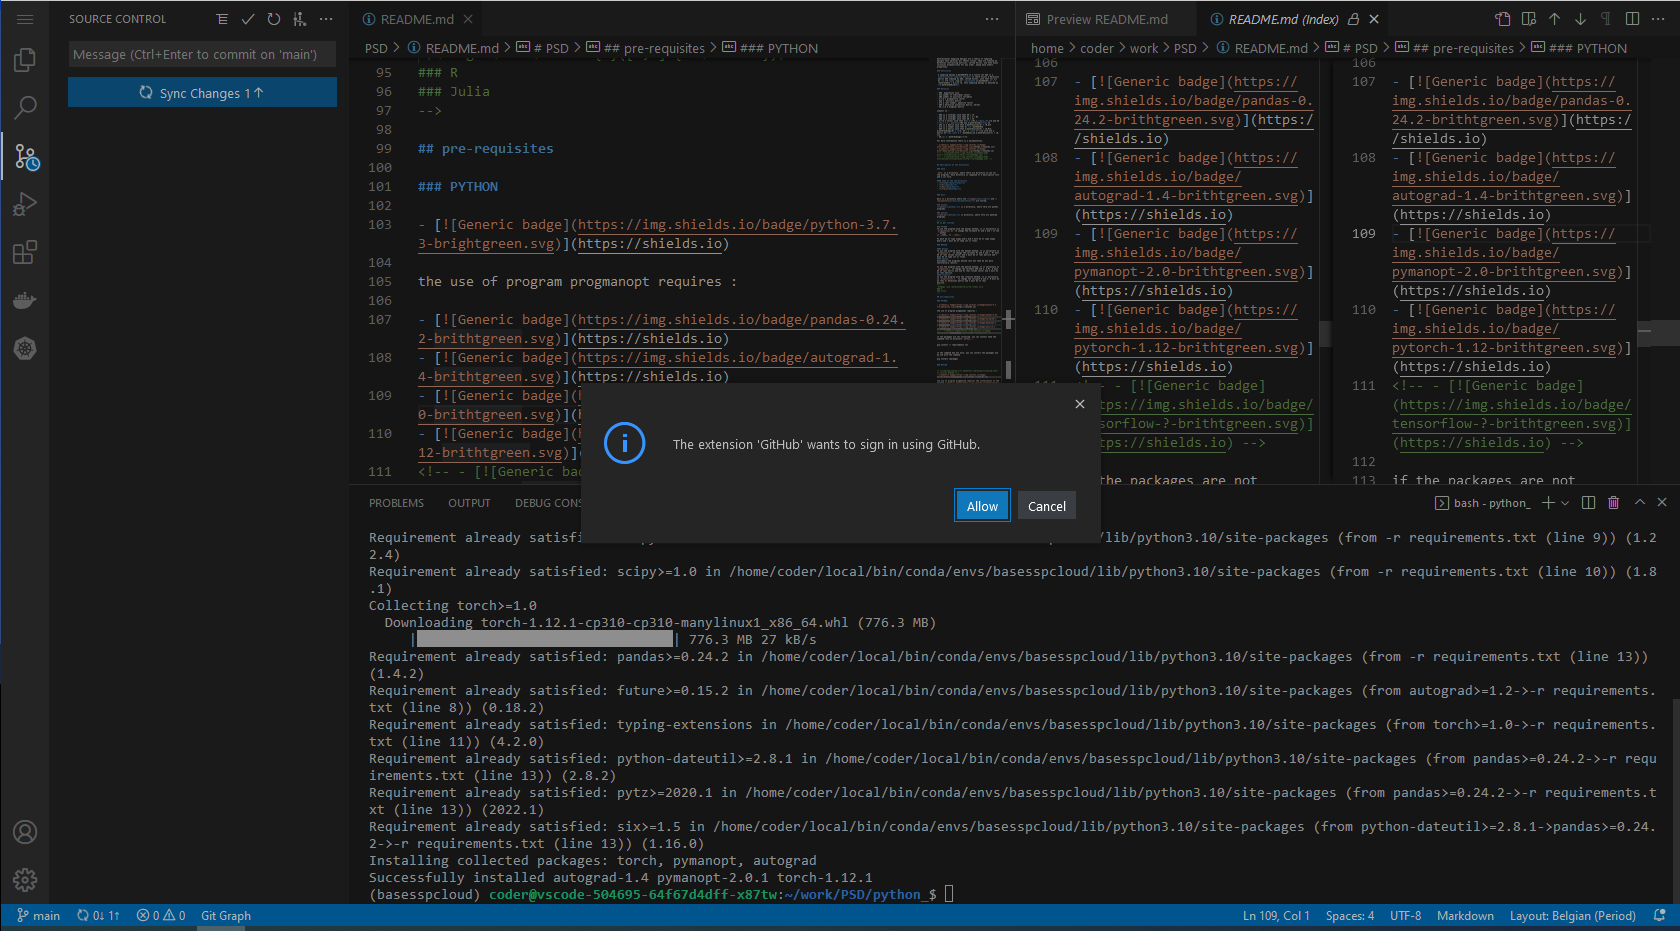 SOURCE CONTROL
Message (Ctrl+Enter to commit on 'main')
Sync Changes 1↑
README.md
PSD > README.md > # PSD > ## pre-requisites > ### PYTHON
95 ### R
96 ### Julia
97 -->
98
99 ## pre-requisites
100
101 ### PYTHON
102
103 - [![Generic badge](https://img.shields.io/badge/python-3.7.
3-brightgreen.svg)](https://shields.io)
104
105 the use of program progmanopt requires :
106
107 - [![Generic badge](https://img.shields.io/badge/pandas-0.24.
2-brithtgreen.svg)](https://shields.io)
108 - [![Generic badge](https://img.shields.io/badge/autograd-1.
4-brithtgreen.svg)](https://shields.io)
109 - [![Generic badge](
0-brithtgreen.svg)](
110 - [![Generic badge](
12-brithtgreen.svg)]
111 <!-- - [![Generic
Preview README.md
README.md (Index)
home > coder > work > PSD > README.md > # PSD > ## pre-requisites > ### PYTHON
106
107 - [![Generic badge](https://
img.shields.io/badge/pandas-0.
24.2-brithtgreen.svg)](https:/
/shields.io)
108 - [![Generic badge](https://
img.shields.io/badge/
autograd-1.4-brithtgreen.svg)]
(https://shields.io)
109 - [![Generic badge](https://
img.shields.io/badge/
pymanopt-2.0-brithtgreen.svg)]
(https://shields.io)
110 - [![Generic badge](https://
img.shields.io/badge/
pytorch-1.12-brithtgreen.svg)]
(https://shields.io)
- [![Generic badge]
ttps://img.shields.io/badge/
sorflow-?-brithtgreen.svg)]
tps://shields.io) -->
the packages are not
106
107 - [![Generic badge](https://
img.shields.io/badge/pandas-0.
24.2-brithtgreen.svg)](https:/
/shields.io)
108 - [![Generic badge](https://
img.shields.io/badge/
autograd-1.4-brithtgreen.svg)]
(https://shields.io)
109 - [![Generic badge](https://
img.shields.io/badge/
pymanopt-2.0-brithtgreen.svg)]
(https://shields.io)
110 - [![Generic badge](https://
img.shields.io/badge/
pytorch-1.12-brithtgreen.svg)]
(https://shields.io)
111 <!-- - [![Generic badge]
(https://img.shields.io/badge/
tensorflow-?-brithtgreen.svg)]
(https://shields.io) -->
112
113 if the packages are not
The extension 'GitHub' wants to sign in using GitHub.
Allow
Cancel
PROBLEMS OUTPUT DEBUG CONS
bash - python_
Requirement already satisfi /lib/python3.10/site-packages (from -r requirements.txt (line 9)) (1.2
2.4)
Requirement already satisfied: scipy>=1.0 in /home/coder/local/bin/conda/envs/basesspcloud/lib/python3.10/site-packages (from -r requirements.txt (line 10)) (1.8
.1)
Collecting torch>=1.0
Downloading torch-1.12.1-cp310-cp310-manylinux1_x86_64.whl (776.3 MB)
| | 776.3 MB 27 kB/s
Requirement already satisfied: pandas>=0.24.2 in /home/coder/local/bin/conda/envs/basesspcloud/lib/python3.10/site-packages (from -r requirements.txt (line 13))
(1.4.2)
Requirement already satisfied: future>=0.15.2 in /home/coder/local/bin/conda/envs/basesspcloud/lib/python3.10/site-packages (from autograd>=1.2->-r requirements.
txt (line 8)) (0.18.2)
Requirement already satisfied: typing-extensions in /home/coder/local/bin/conda/envs/basesspcloud/lib/python3.10/site-packages (from torch>=1.0->-r requirements.
txt (line 11)) (4.2.0)
Requirement already satisfied: python-dateutil>=2.8.1 in /home/coder/local/bin/conda/envs/basesspcloud/lib/python3.10/site-packages (from pandas>=0.24.2->-r requ
irements.txt (line 13)) (2.8.2)
Requirement already satisfied: pytz>=2020.1 in /home/coder/local/bin/conda/envs/basesspcloud/lib/python3.10/site-packages (from pandas>=0.24.2->-r requirements.t
xt (line 13)) (2022.1)
Requirement already satisfied: six>=1.5 in /home/coder/local/bin/conda/envs/basesspcloud/lib/python3.10/site-packages (from python-dateutil>=2.8.1->pandas>=0.24.
2->-r requirements.txt (line 13)) (1.16.0)
Installing collected packages: torch, pymanopt, autograd
Successfully installed autograd-1.4 pymanopt-2.0.1 torch-1.12.1
(basesspcloud) coder@vscode-504695-64f67d4dff-x87tw:~/work/PSD/python_$
main 0↓ 1↑ 0 0 Git Graph
Ln 109, Col 1 Spaces: 4 UTF-8 Markdown Layout: Belgian (Period)